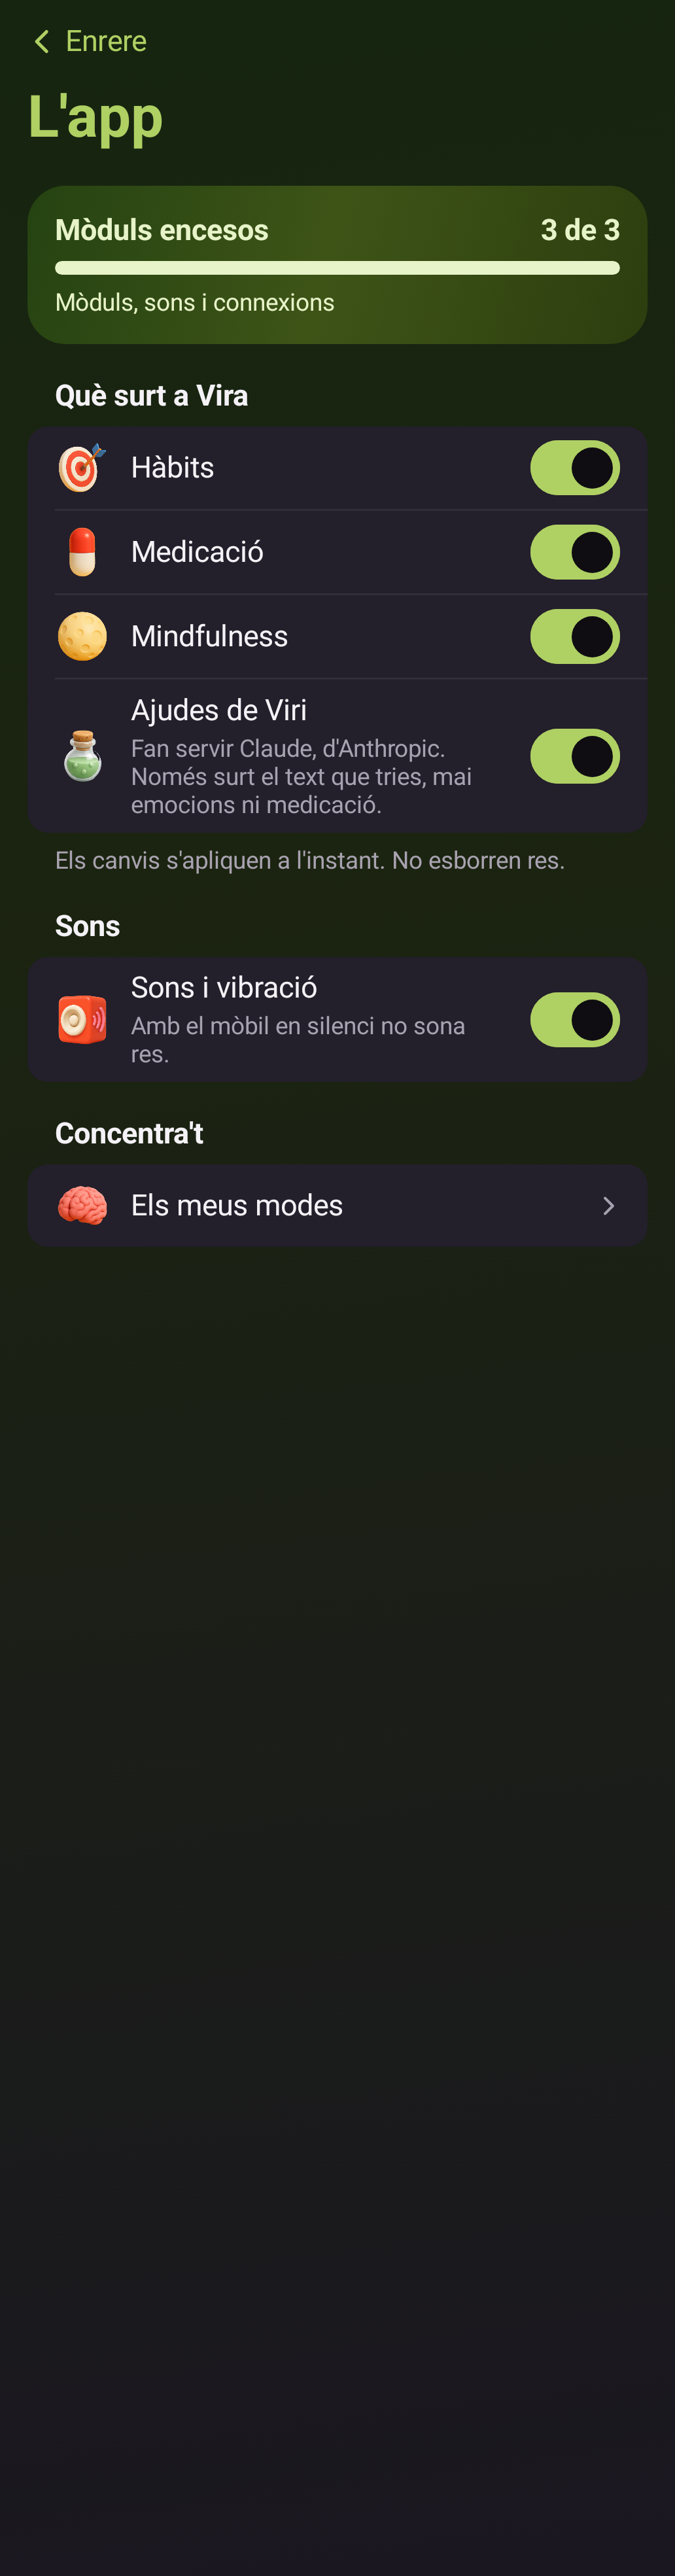 Enrere
L'app
Mòduls encesos
3 de 3
Mòduls, sons i connexions
Què surt a Vira
Hàbits
Medicació
Mindfulness
Ajudes de Viri
Fan servir Claude, d'Anthropic.
Només surt el text que tries, mai
emocions ni medicació.
Els canvis s'apliquen a l'instant. No esborren res.
Sons
Sons i vibració
Amb el mòbil en silenci no sona
res.
Concentra't
Els meus modes